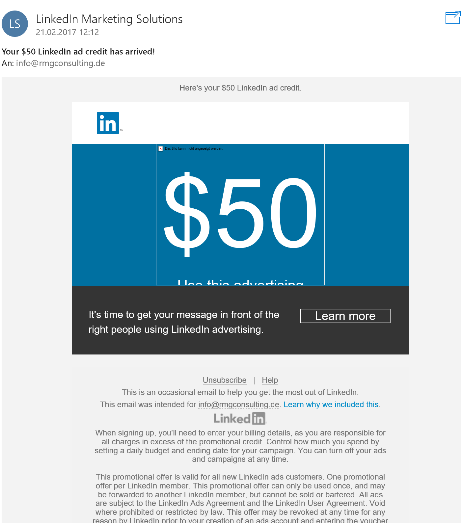 LS
LinkedIn Marketing Solutions
21.02.2017 12:12
Your $50 LinkedIn ad credit has arrived!
An: info@rmgconsulting.de
Here's your $50 LinkedIn ad credit.
in
$50
Use this advertising
It's time to get your message in front of the
right people using LinkedIn advertising.
Learn more
Unsubscribe | Help
This is an occasional email to help you get the most out of LinkedIn.
This email was intended for info@rmgconsulting.de. Learn why we included this.
Linked in
When signing up, you'll need to enter your billing details, as you are responsible for
all charges in excess of the promotional credit. Control how much you spend by
setting a daily budget and ending date for your campaign. You can turn off your ads
and campaigns at any time.
This promotional offer is valid for all new LinkedIn ads customers. One promotional
offer per LinkedIn member. This promotional offer can only be used once, and may
be forwarded to another LinkedIn member, but cannot be sold or bartered. All ads
are subject to the LinkedIn Ads Agreement and the LinkedIn User Agreement. Void
where prohibited or restricted by law. This offer may be revoked at any time for any
reason by LinkedIn prior to your creation of an ads account and entering the voucher